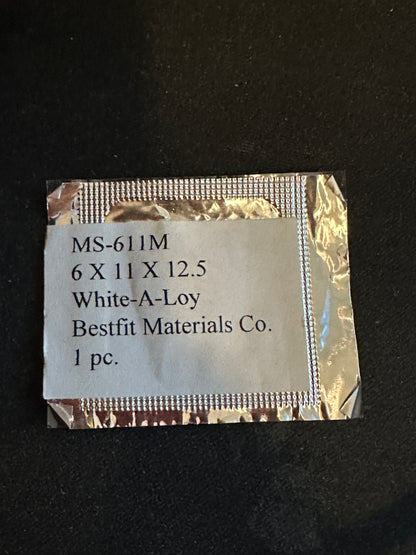 MS-611M
6 X 11 X 12.5
White-A-Loy
Bestfit Materials Co.
1 pc.